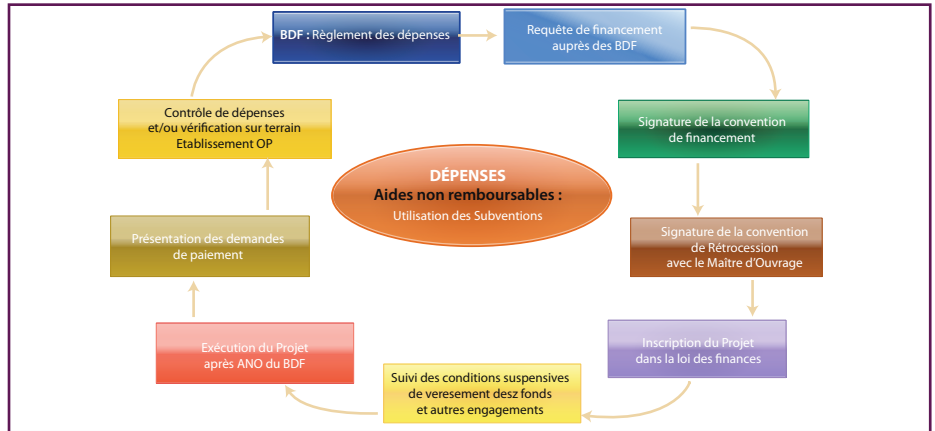 BDF : Règlement des dépenses
Requête de financement
auprès des BDF
Contrôle de dépenses
et/ou vérification sur terrain
Etablissement OP
Signature de la convention
de financement
DÉPENSES
Aides non remboursables :
Utilisation des Subventions
Présentation des demandes
de paiement
Signature de la convention
de Rétrocession
avec le Maître d'Ouvrage
Exécution du Projet
après ANO du BDF
Inscription du Projet
dans la loi des finances
Suivi des conditions suspensives
de veresement desz fonds
et autres engagements